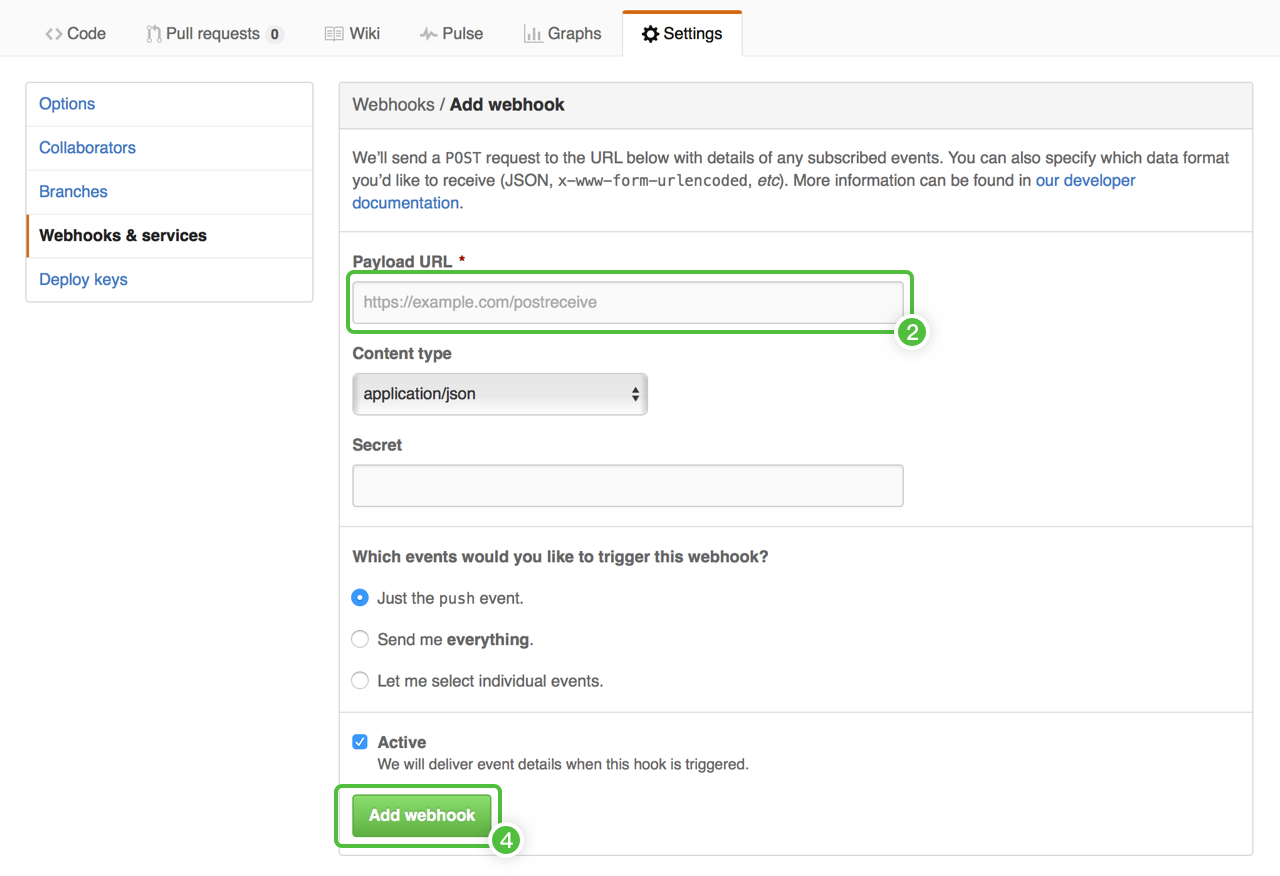 Code Pull requests 0 Wiki Pulse Graphs Settings
Options
Collaborators
Branches
Webhooks & services
Deploy keys
Webhooks / Add webhook
We'll send a POST request to the URL below with details of any subscribed events. You can also specify which data format
you'd like to receive (JSON, x-www-form-urlencoded, etc). More information can be found in our developer
documentation.
Payload URL *
https://example.com/postreceive
2
Content type
application/json
Secret
Which events would you like to trigger this webhook?
Just the push event.
Send me everything.
Let me select individual events.
Active
We will deliver event details when this hook is triggered.
Add webhook
4